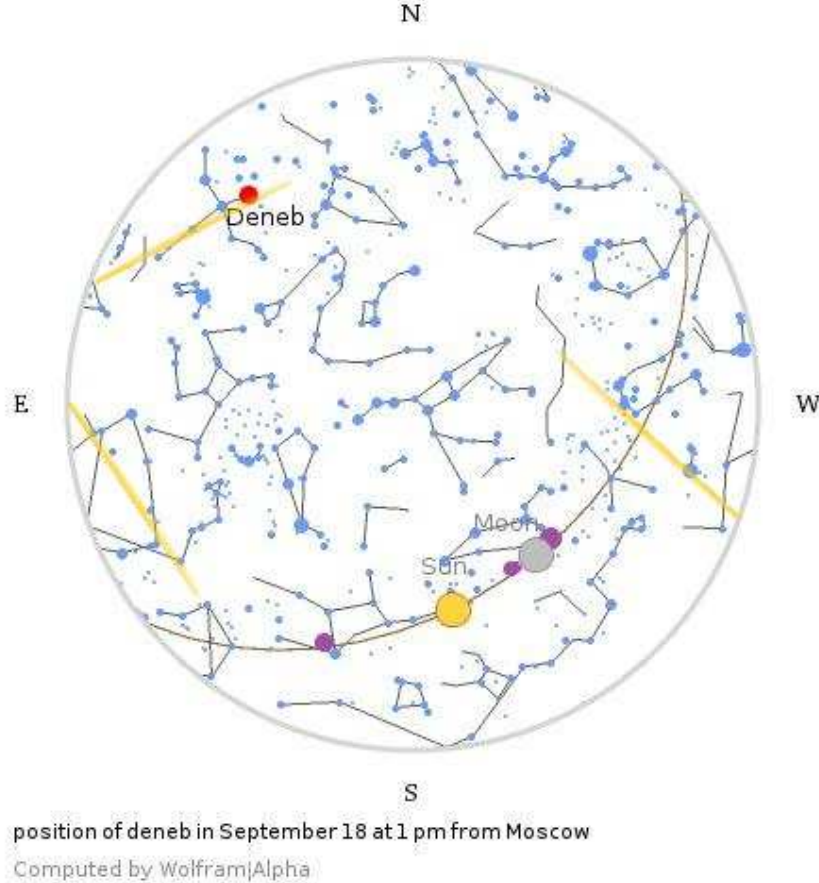 N
Deneb
E
W
Moon
Sun
S
position of deneb in September 18 at 1 pm from Moscow
Computed by Wolfram|Alpha